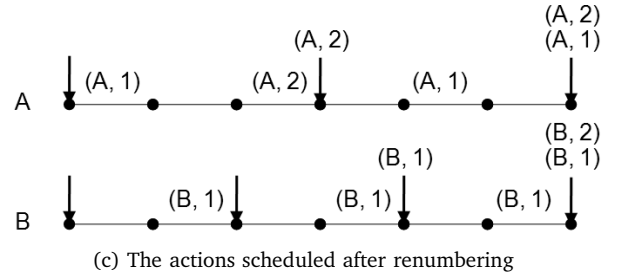 (A, 2)
(A, 2) (A, 1)
(A, 1) (A, 2) (A, 1)
A
(B, 2)
(B, 1) (B, 1)
(B, 1) (B, 1) (B, 1)
B
(c) The actions scheduled after renumbering